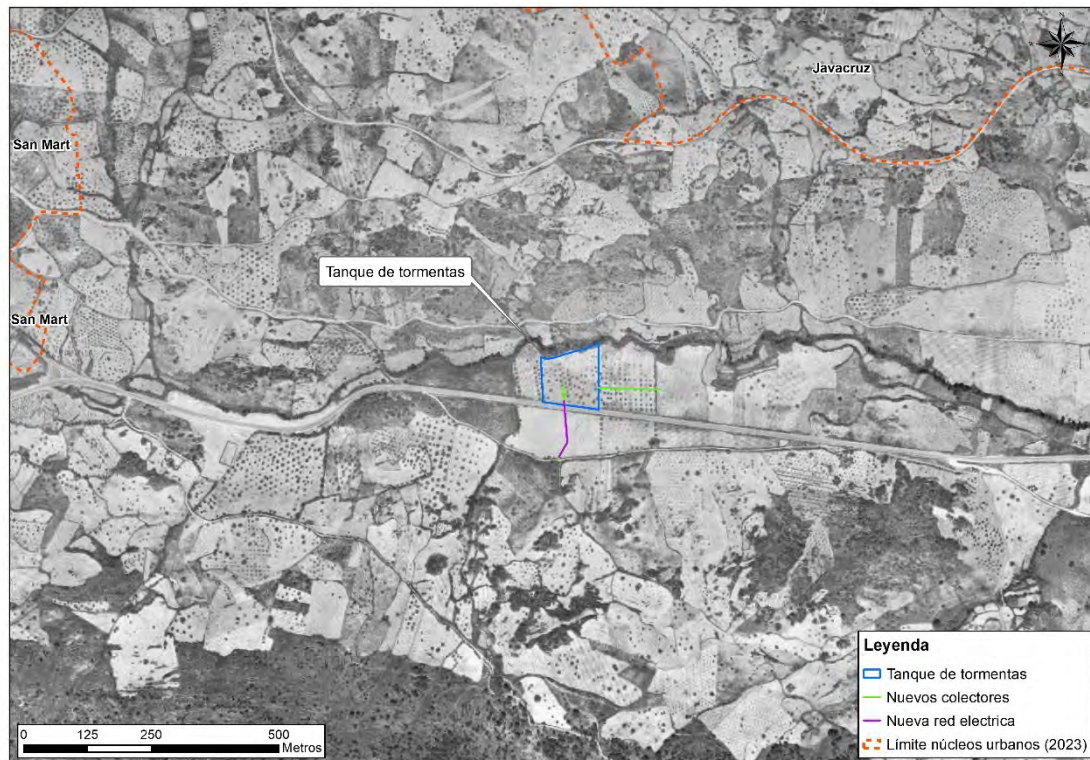 Javacruz
San Mart
San Mart
Tanque de tormentas
Leyenda
Tanque de tormentas
Nuevos colectores
Nueva red electrica
Límite núcleos urbanos (2023)
0 125 250 500
Metros